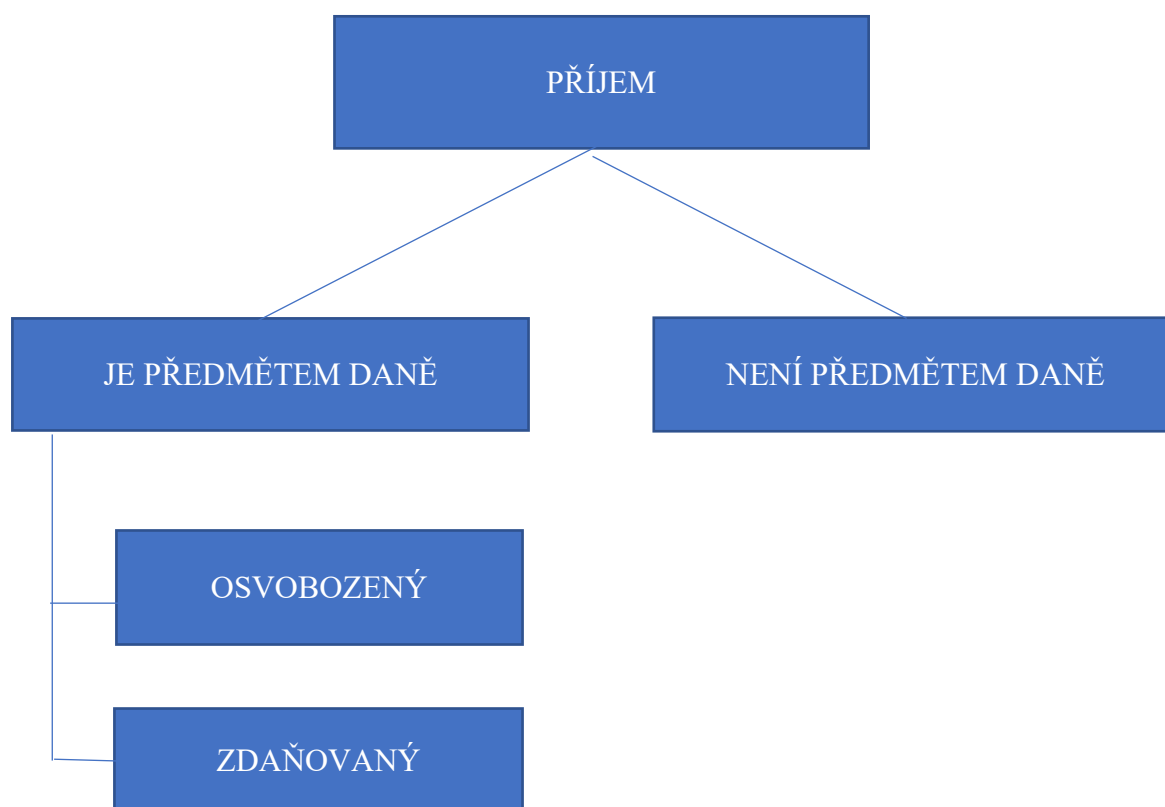 PŘÍJEM
JE PŘEDMĚTEM DANĚ
NENÍ PŘEDMĚTEM DANĚ
OSVOBOZENÝ
ZDAŇOVANÝ